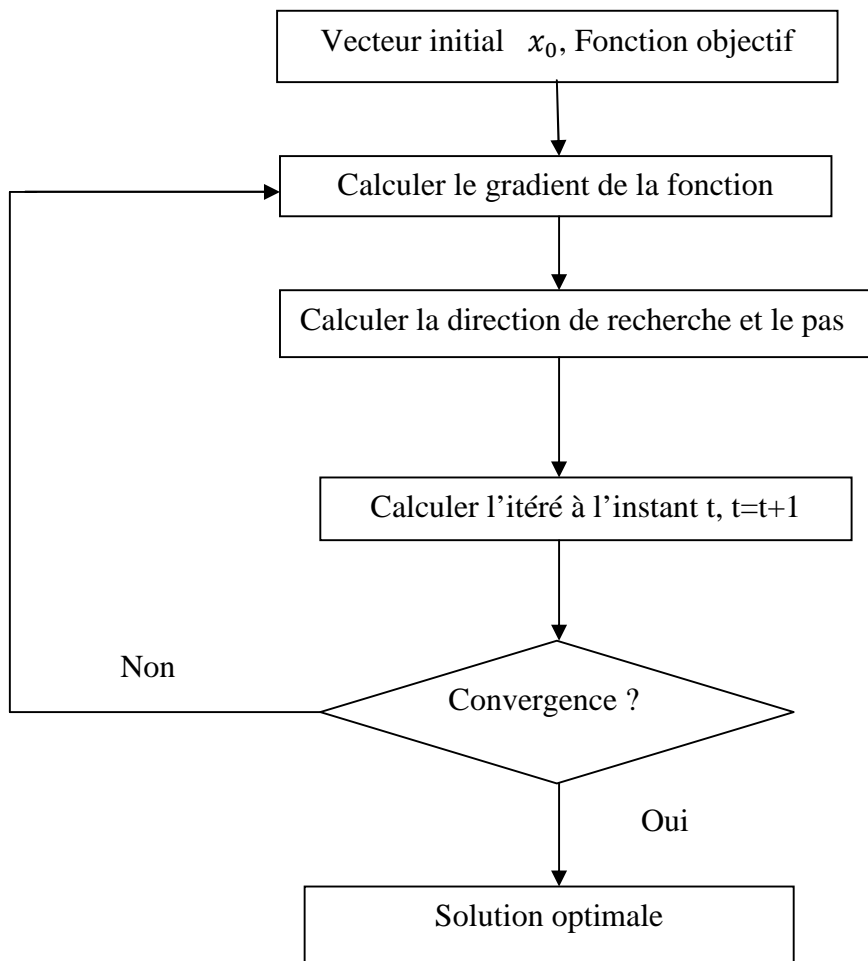 Vecteur initial x₀, Fonction objectif
Calculer le gradient de la fonction
Calculer la direction de recherche et le pas
Calculer l’itéré à l’instant t, t=t+1
Non
Convergence ?
Oui
Solution optimale